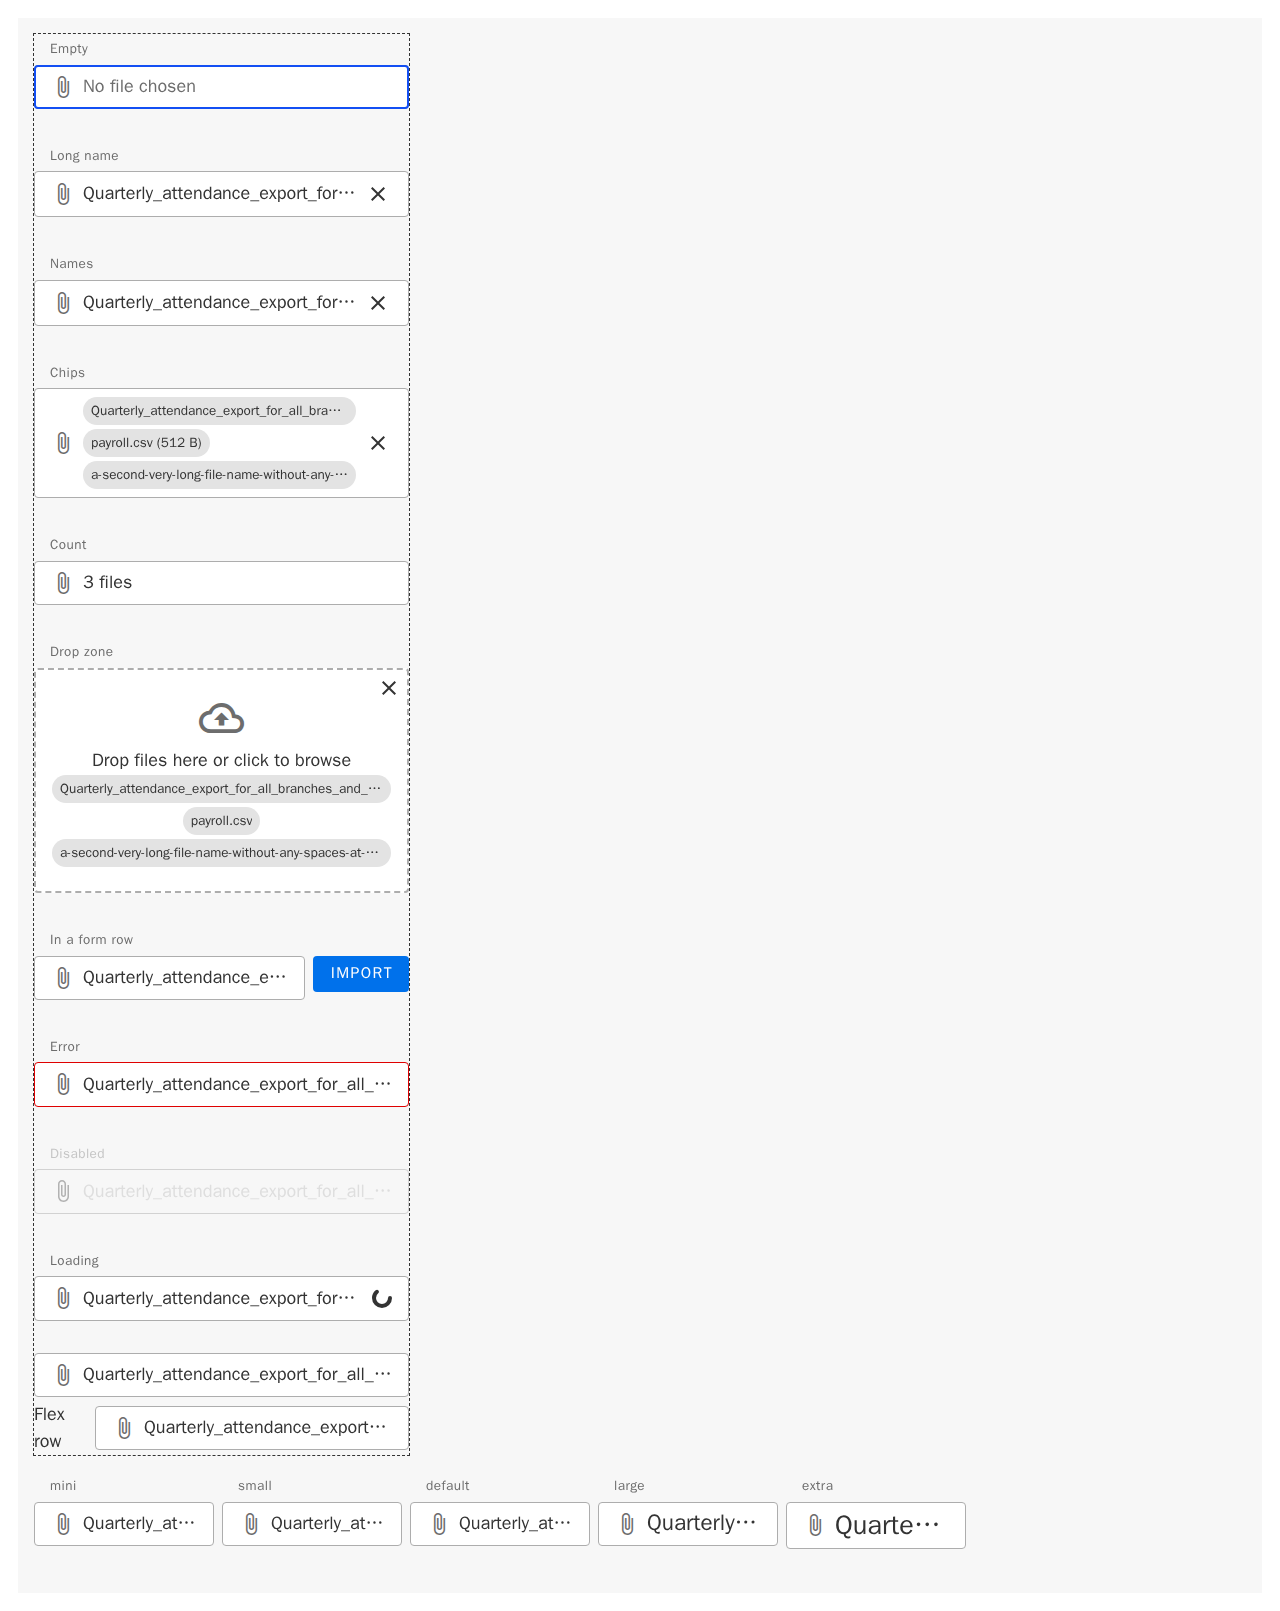 Empty
No file chosen
Long name
Quarterly_attendance_export_for…
Names
Quarterly_attendance_export_for…
Chips
Quarterly_attendance_export_for_all_bra…
payroll.csv (512 B)
a-second-very-long-file-name-without-any-…
Count
3 files
Drop zone
Drop files here or click to browse
Quarterly_attendance_export_for_all_branches_and_…
payroll.csv
a-second-very-long-file-name-without-any-spaces-at-…
In a form row
Quarterly_attendance_e… IMPORT
Error
Quarterly_attendance_export_for_all_…
Disabled
Quarterly_attendance_export_for_all_…
Loading
Quarterly_attendance_export_for…
Quarterly_attendance_export_for_all_…
Flex row
Quarterly_attendance_export…
mini small default large extra
Quarterly_at… Quarterly_at… Quarterly_at… Quarterly… Quarte…